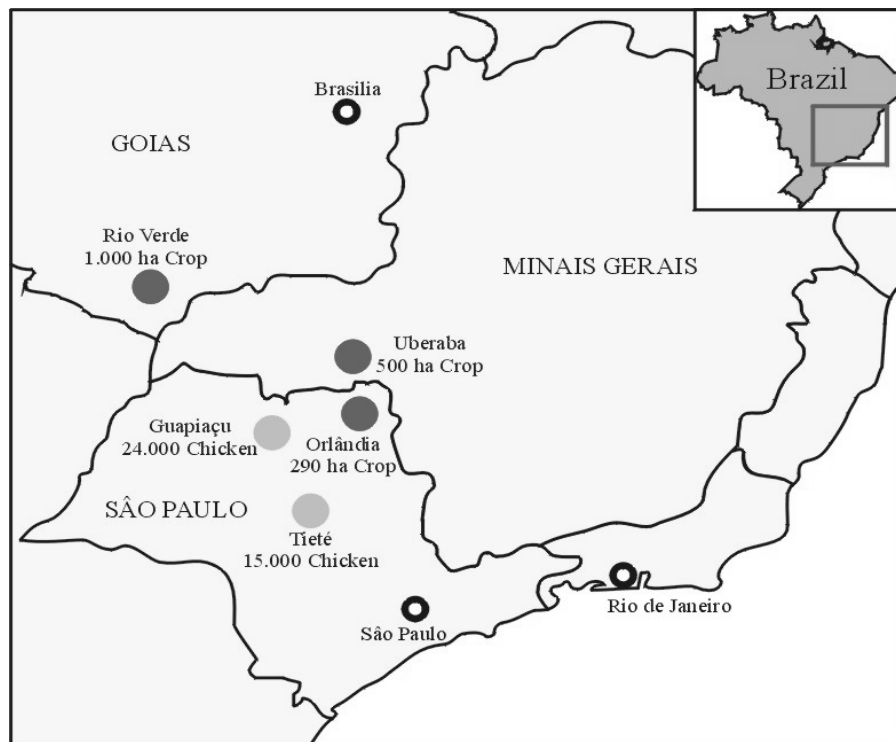 Brazil
Brasilia
GOIAS
Rio Verde
1.000 ha Crop
MINAIS GERAIS
Uberaba
500 ha Crop
Guapiaçu
24.000 Chicken
Orlândia
290 ha Crop
SÂO PAULO
Tieté
15.000 Chicken
Rio de Janeiro
Sâo Paulo